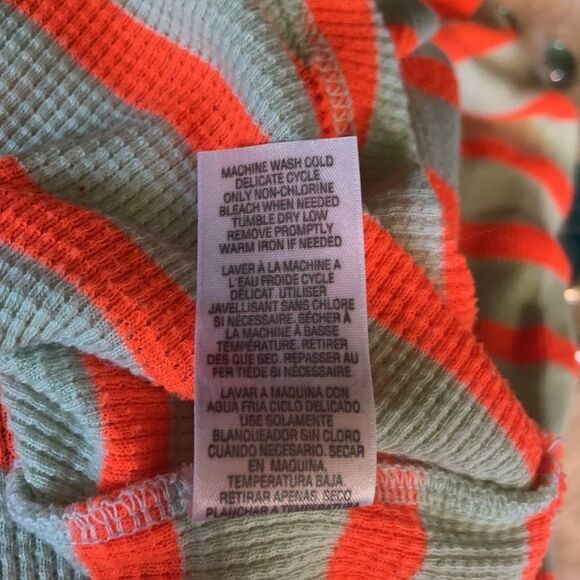 MACHINE WASH COLD
DELICATE CYCLE
ONLY NON-CHLORINE
BLEACH WHEN NEEDED
TUMBLE DRY LOW
REMOVE PROMPTLY
WARM IRON IF NEEDED
LAVER À LA MACHINE A
L'EAU FROIDE CYCLE
DÉLICAT UTILISER
JAVELLISANT SANS CHLORE
SI NÉCESSAIRE. SÉCHER À
LA MACHINE À BASSE
TEMPÉRATURE. RETIRER
DES QUE SEC. REPASSER AU
FER TIÈDE SI NÉCESSAIRE
LAVAR A MAQUINA CON
AGUA FRIA CICLO DELICADO
USE SOLAMENTE
BLANQUEADOR SIN CLORO
CUANDO NECESARIO. SECAR
EN MAQUINA,
TEMPERATURA BAJA
RETIRAR APENAS. SECO
PLANCHAR A TEMPERATURA